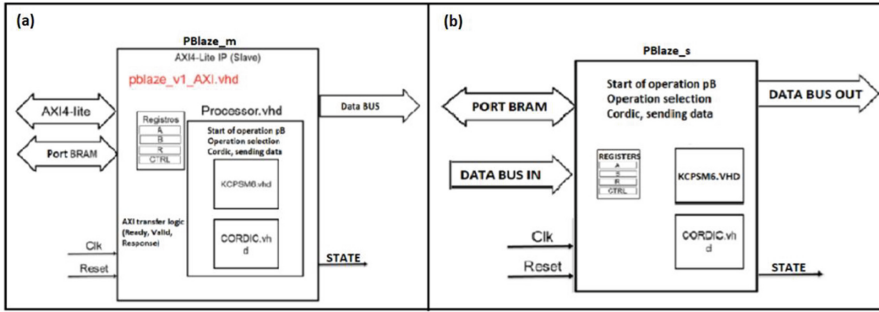 (a)
PBlaze_m
AXI4-Lite IP (Slave)
pblaze_v1_AXI.vhd
AXI4-lite
Port BRAM
Registros
A
B
R
CTRL
Processor.vhd
Start of operation pB
Operation selection
Cordic, sending data
KCPSM6.vhd
CORDIC.vh
d
AXI transfer logic
(Ready, Valid,
Response)
Clk
Reset
Data BUS
STATE
(b)
PBlaze_s
PORT BRAM
DATA BUS IN
Start of operation pB
Operation selection
Cordic, sending data
REGISTERS
A
B
R
CTRL
KCPSM6.VHD
CORDIC.vh
d
Clk
Reset
DATA BUS OUT
STATE